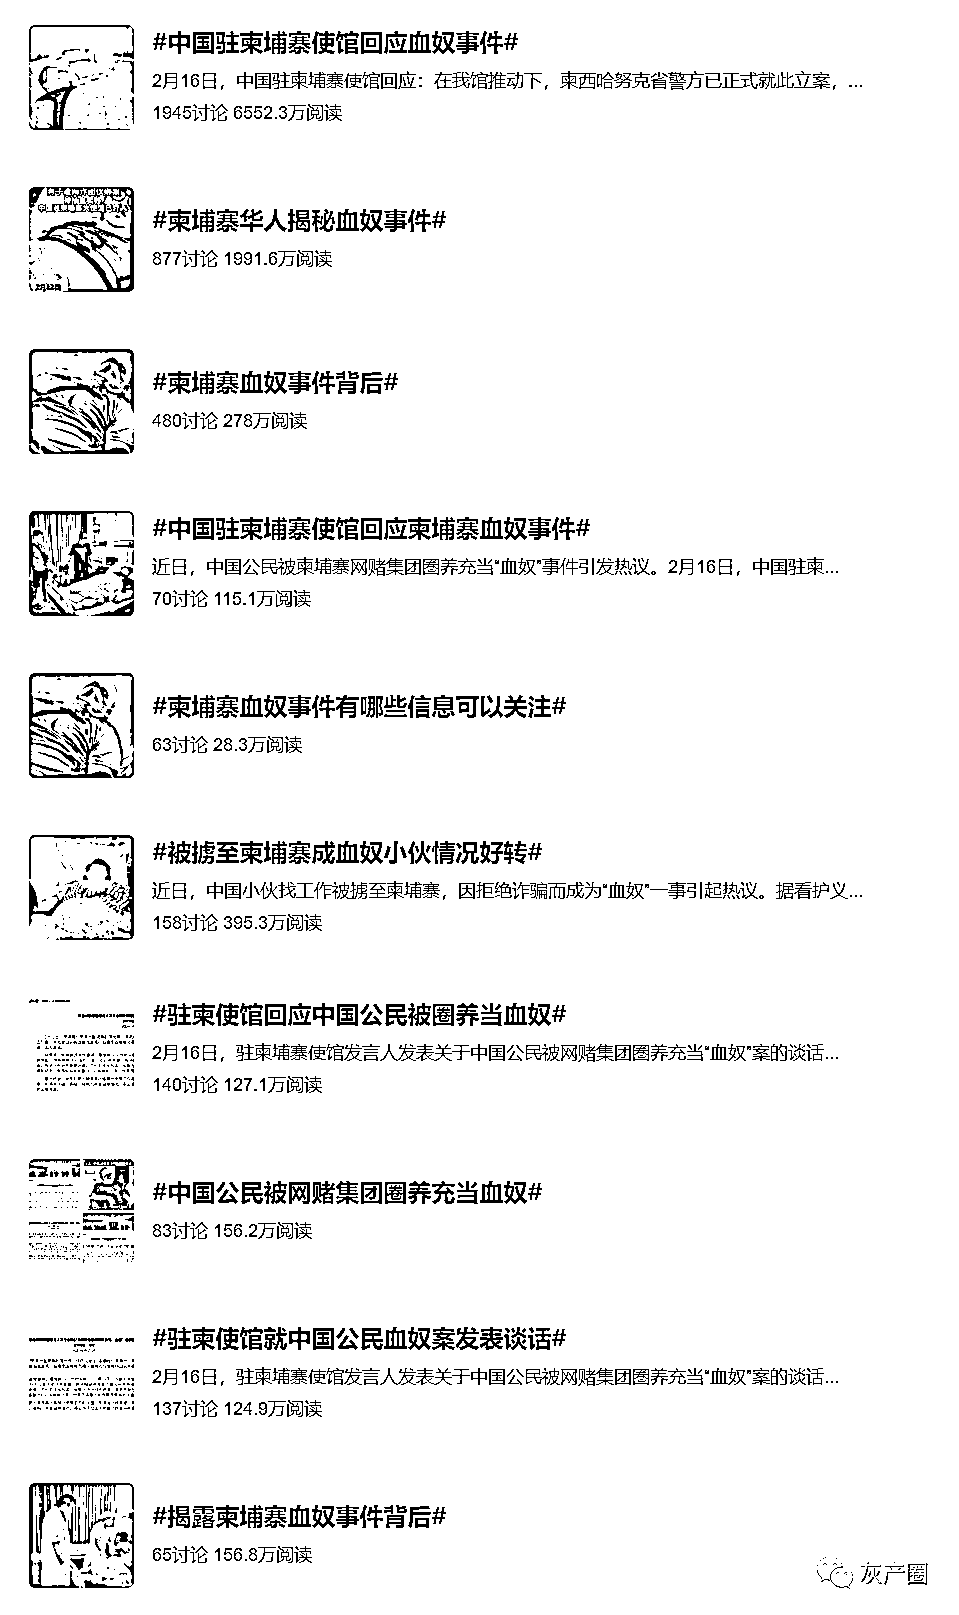 #中国驻柬埔寨使馆回应血奴事件#
2月16日，中国驻柬埔寨使馆回应：在我馆推动下，柬西哈努克省警方已正式就此立案，...
1945讨论 6552.3万阅读
#柬埔寨华人揭秘血奴事件#
877讨论 1991.6万阅读
#柬埔寨血奴事件背后#
480讨论 278万阅读
#中国驻柬埔寨使馆回应柬埔寨血奴事件#
近日，中国公民被柬埔寨网赌集团圈养充当“血奴”事件引发热议。2月16日，中国驻柬...
70讨论 115.1万阅读
#柬埔寨血奴事件有哪些信息可以关注#
63讨论 28.3万阅读
#被掳至柬埔寨成血奴小伙情况好转#
近日，中国小伙找工作被掳至柬埔寨，因拒绝诈骗而成为“血奴”一事引起热议。据看护义...
158讨论 395.3万阅读
#驻柬使馆回应中国公民被圈养当血奴#
2月16日，驻柬埔寨使馆发言人发表关于中国公民被网赌集团圈养充当“血奴”案的谈话...
140讨论 127.1万阅读
#中国公民被网赌集团圈养充当血奴#
83讨论 156.2万阅读
#驻柬使馆就中国公民血奴案发表谈话#
2月16日，驻柬埔寨使馆发言人发表关于中国公民被网赌集团圈养充当“血奴”案的谈话...
137讨论 124.9万阅读
#揭露柬埔寨血奴事件背后#
65讨论 156.8万阅读
灰产圈